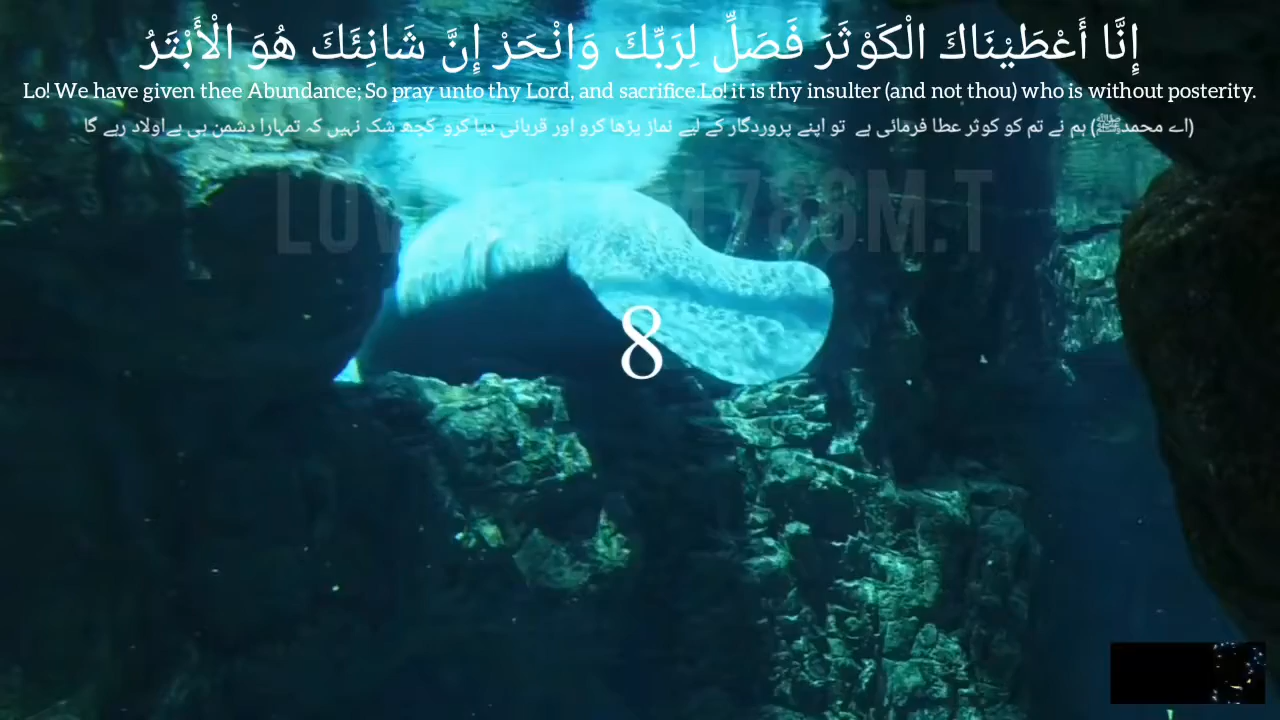 إِنَّا أَعْطَيْنَاكَ الْكَوْثَرَ فَصَلِّ لِرَبِّكَ وَانْحَرْ إِنَّ شَانِئَكَ هُوَ الْأَبْتَرُ
Lo! We have given thee Abundance; So pray unto thy Lord, and sacrifice.Lo! it is thy insulter (and not thou) who is without posterity.
(اے محمدﷺ) ہم نے تم کو کوثر عطا فرمائی ہے تو اپنے پروردگار کے لیے نماز پڑھا کرو اور قربانی دیا کرو کچھ شک نہیں کہ تمہارا دشمن ہی بےاولاد رہے گا
8